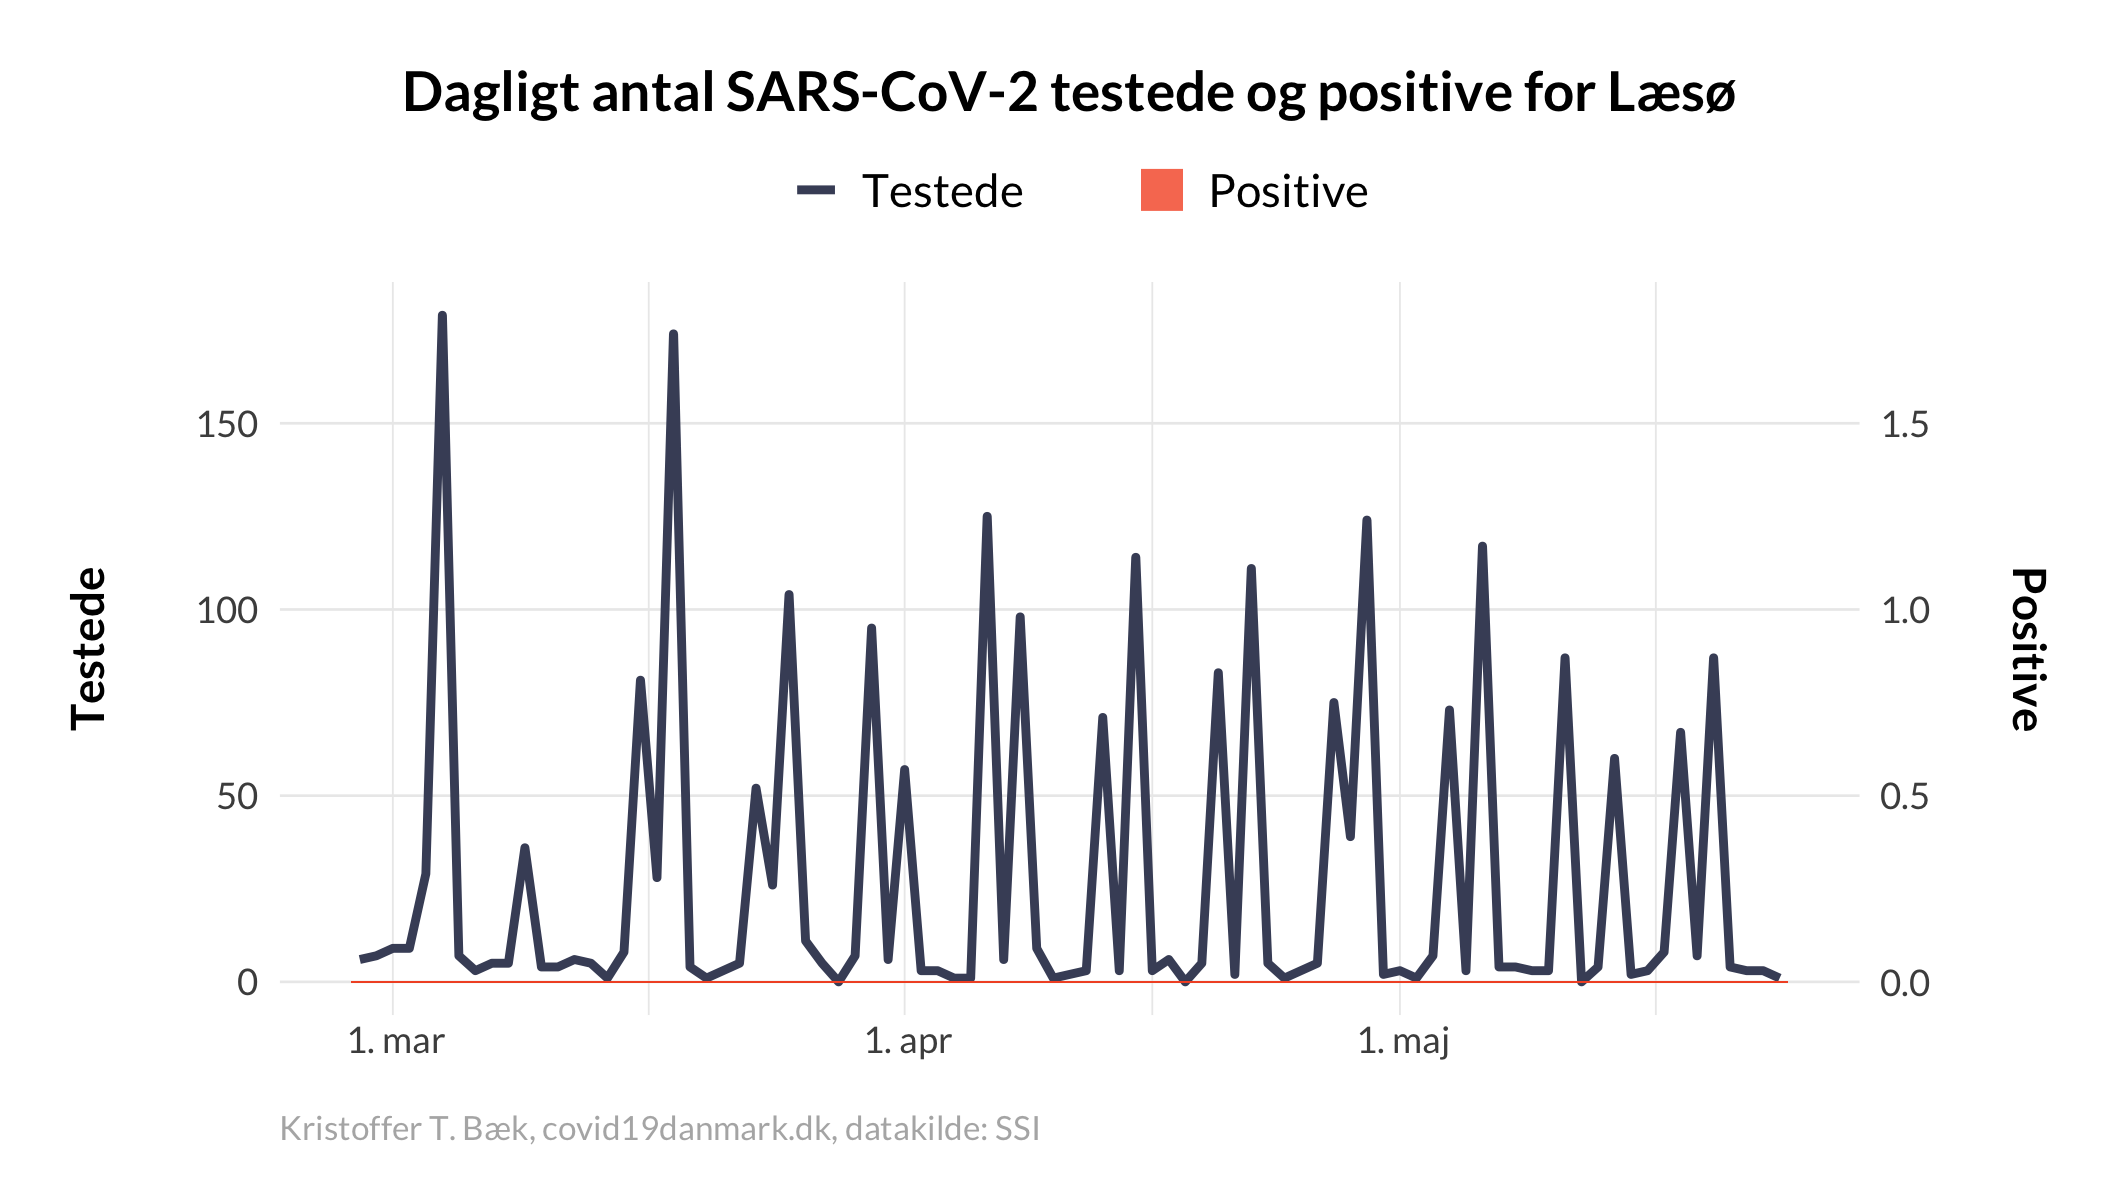 Dagligt antal SARS-CoV-2 testede og positive for Læsø
Testede
Positive
150
100
50
0
1.5
1.0
0.5
0.0
Testede
Positive
1. mar
1. apr
1. maj
Kristoffer T. Bæk, covid19danmark.dk, datakilde: SSI